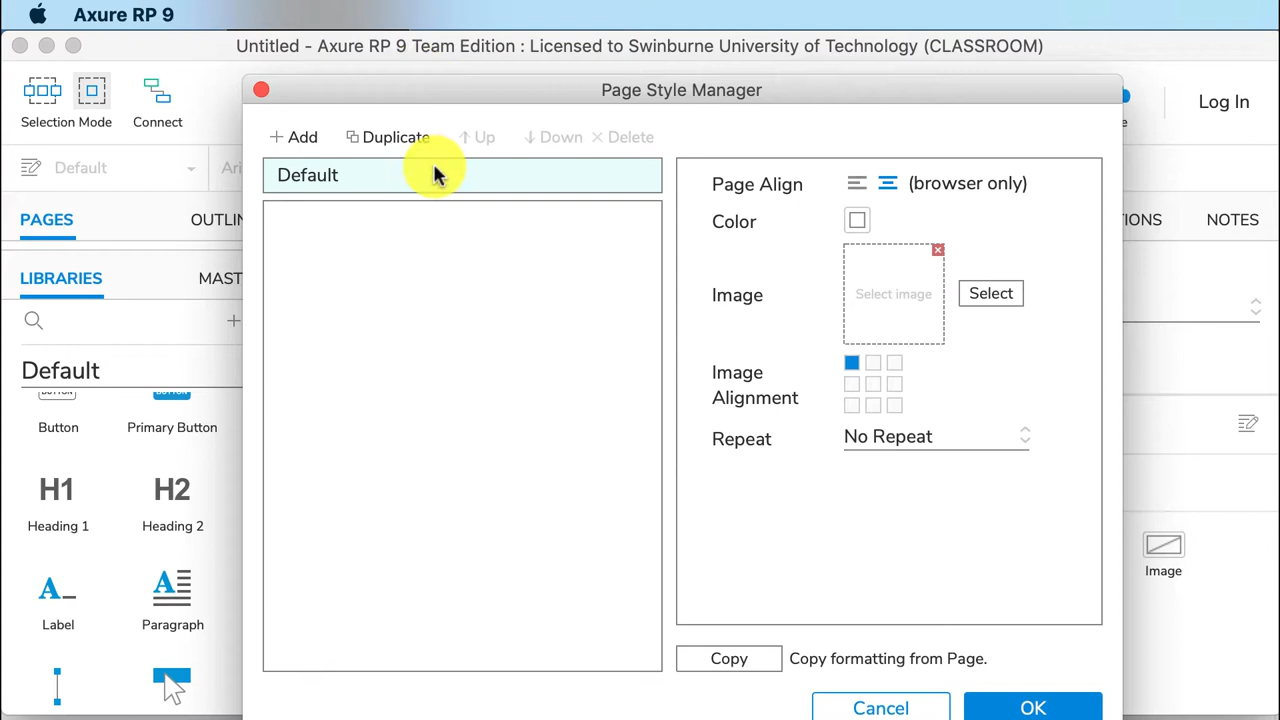 Axure RP 9
Untitled - Axure RP 9 Team Edition : Licensed to Swinburne University of Technology (CLASSROOM)
Page Style Manager
Selection Mode
Connect
Log In
Add
Duplicate
Up
Down
Delete
Default
Default
Page Align
(browser only)
Color
Image
Select image
Select
Image
Alignment
Repeat
No Repeat
PAGES
NOTES
LIBRARIES
Default
BUTTON
BUTTON
Button
Primary Button
H1
H2
Heading 1
Heading 2
A
A
Label
Paragraph
Image
Copy
Copy formatting from Page.
Cancel
OK